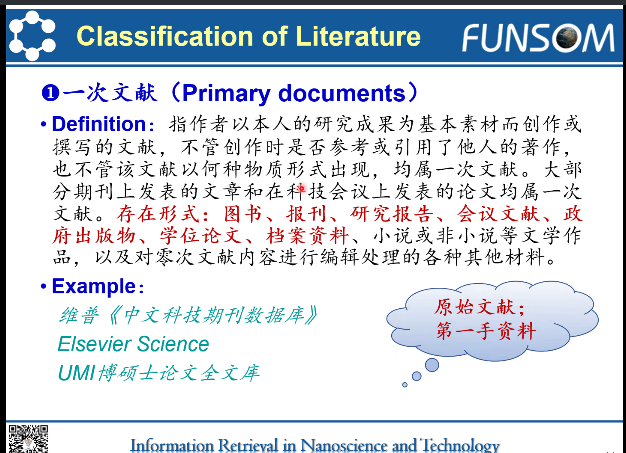 Classification of Literature
FUNSOM
❶一次文献（Primary documents）
•Definition：指作者以本人的研究成果为基本素材而创作或
撰写的文献，不管创作时是否参考或引用了他人的著作，
也不管该文献以何种物质形式出现，均属一次文献。大部
分期刊上发表的文章和在科技会议上发表的论文均属一次
文献。存在形式：图书、报刊、研究报告、会议文献、政
府出版物、学位论文、档案资料、小说或非小说等文学作
品，以及对零次文献内容进行编辑处理的各种其他材料。
•Example：
维普《中文科技期刊数据库》
Elsevier Science
UMI博硕士论文全文库
原始文献；
第一手资料
Information Retrieval in Nanoscience and Technology